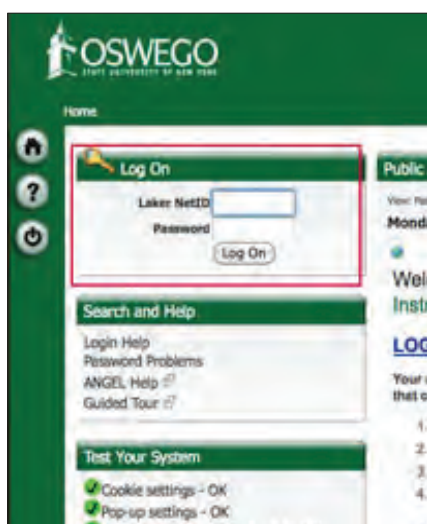 OSWEGO
STATE UNIVERSITY OF NEW YORK
Home
Log On
Laker NetID
Password
Log On
Search and Help
Login Help
Password Problems
ANGEL Help
Guided Tour
Test Your System
Cookie settings - OK
Pop-up settings - OK
Public
View:
Monda
Wel
Instr
LOG
Your
that
1.
2.
3.
4.